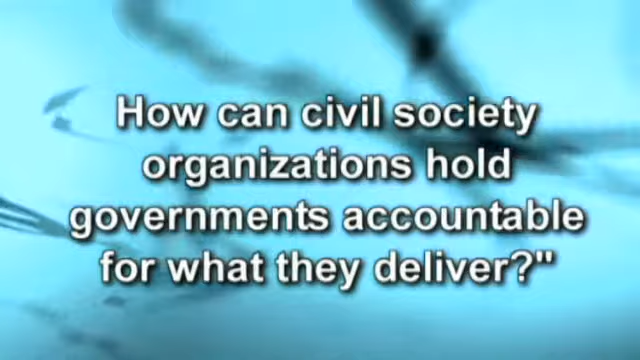 How can civil society
organizations hold
governments accountable
for what they deliver?"